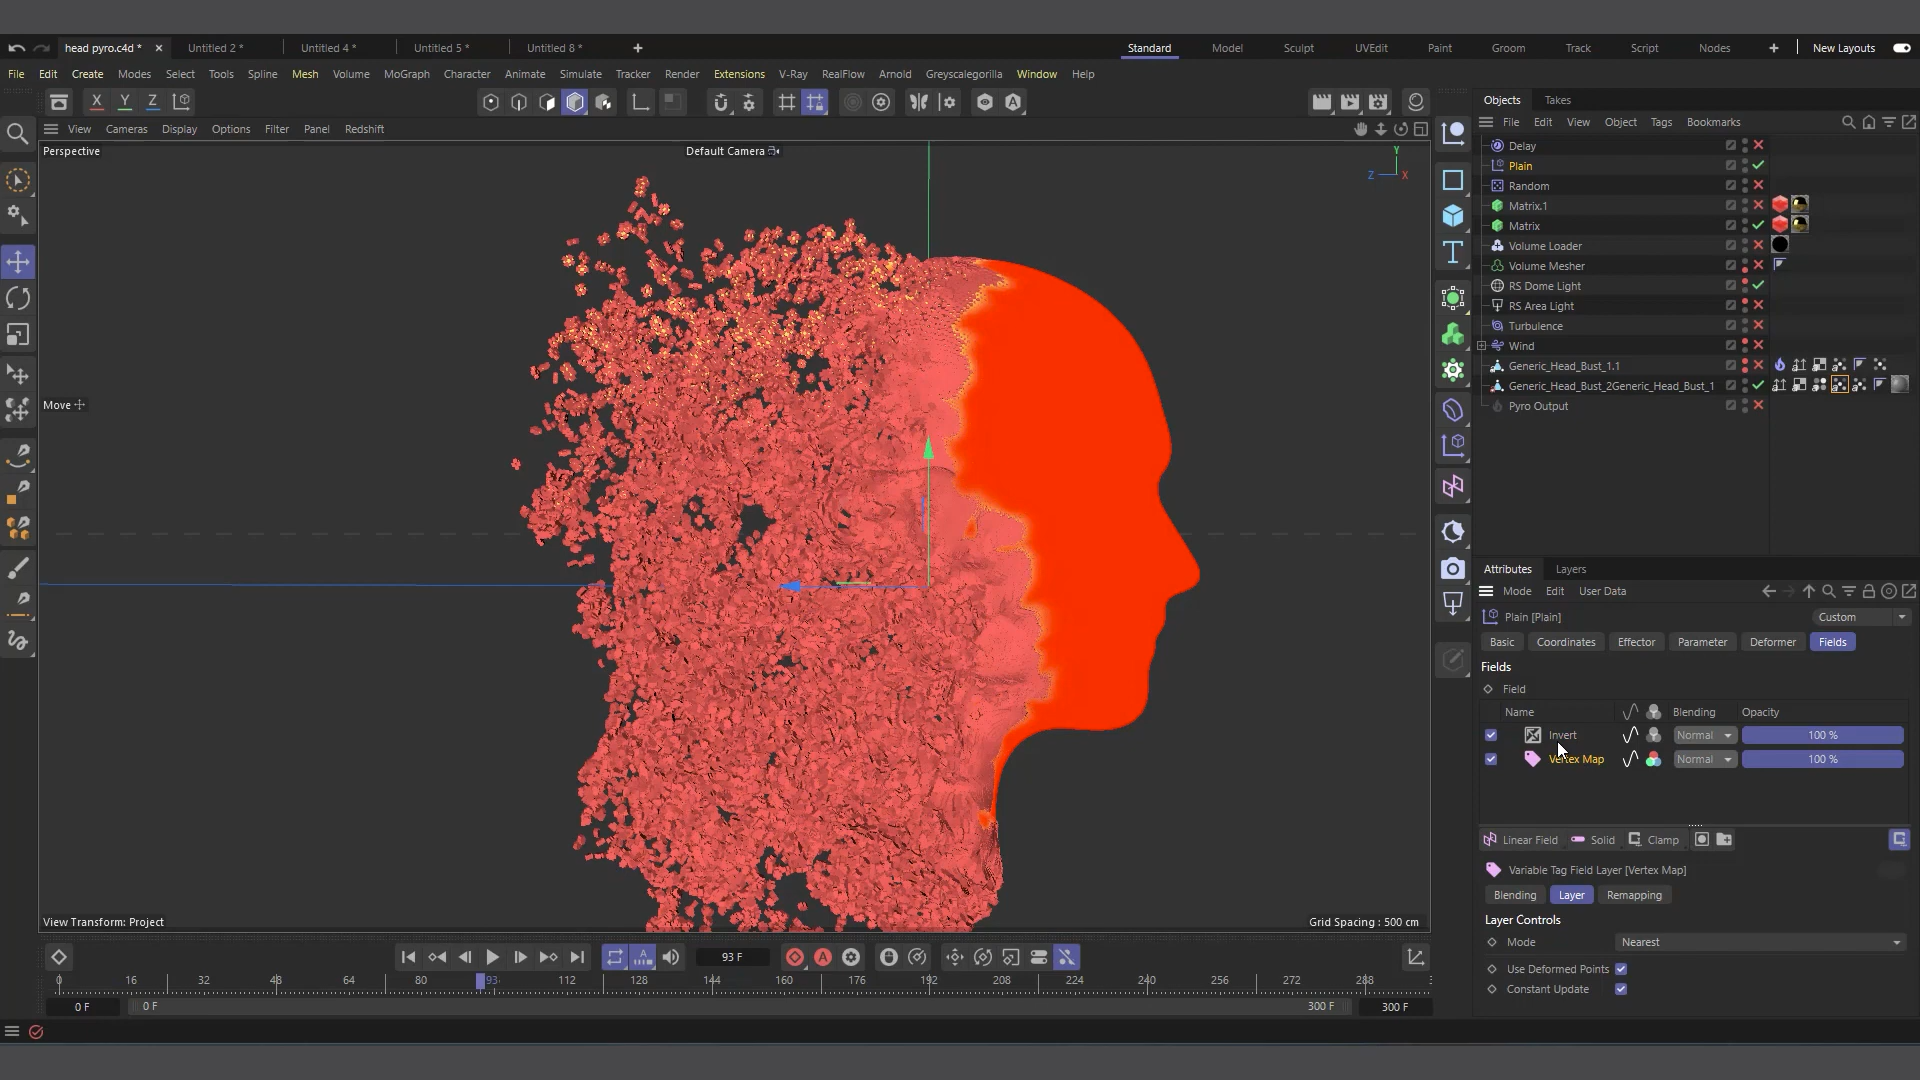 head pyro.c4d *
Untitled 2 *
Untitled 4 *
Untitled 5 *
Untitled 8 *
Standard
Model
Sculpt
UVEdit
Paint
Groom
Track
Script
Nodes
New Layouts
File Edit Create Modes Select Tools Spline Mesh Volume MoGraph Character Animate Simulate Tracker Render Extensions V-Ray RealFlow Arnold Greyscalegorilla Window Help
X Y Z
View Cameras Display Options Filter Panel Redshift
Perspective
Default Camera
Y
Z X
Move
View Transform: Project
Grid Spacing : 500 cm
Objects Takes
File Edit View Object Tags Bookmarks
Delay
Plain
Random
Matrix.1
Matrix
Volume Loader
Volume Mesher
RS Dome Light
RS Area Light
Turbulence
Wind
Generic_Head_Bust_1.1
Generic_Head_Bust_2Generic_Head_Bust_1
Pyro Output
Attributes Layers
Mode Edit User Data
Plain [Plain]
Custom
Basic Coordinates Effector Parameter Deformer Fields
Fields
Field
Name Blending Opacity
Invert Normal 100 %
Vertex Map Normal 100 %
Linear Field Solid Clamp
Variable Tag Field Layer [Vertex Map]
Blending Layer Remapping
Layer Controls
Mode Nearest
Use Deformed Points
Constant Update
93 F
0 16 32 48 64 80 93 112 128 144 160 176 192 208 224 240 256 272 288
0 F 0 F 300 F 300 F